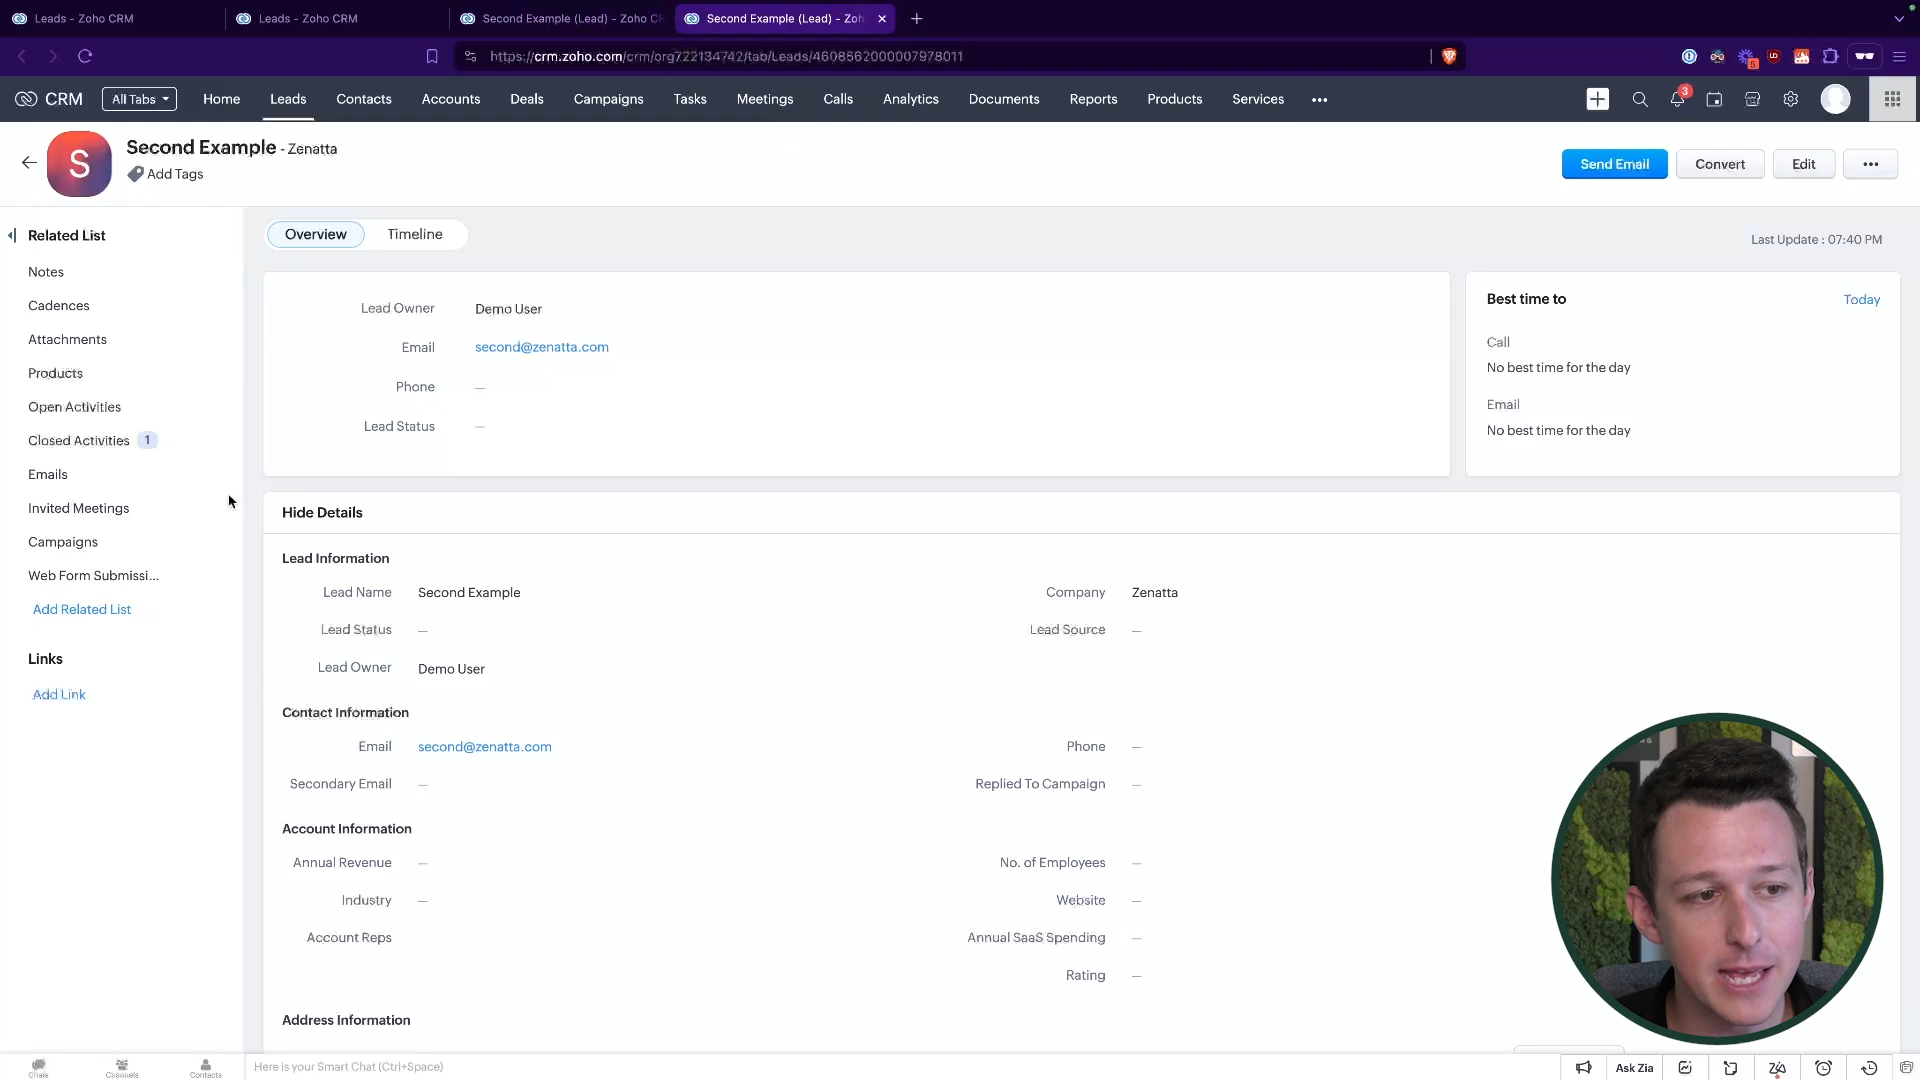 Leads - Zoho CRM
Leads - Zoho CRM
Second Example (Lead) - Zoho CR
Second Example (Lead) - Zoh
https://crm.zoho.com/crm/org722134742/tab/Leads/4608562000007978011
CRM
All Tabs
Home
Leads
Contacts
Accounts
Deals
Campaigns
Tasks
Meetings
Calls
Analytics
Documents
Reports
Products
Services
3
Second Example - Zenatta
Add Tags
Send Email
Convert
Edit
Related List
Notes
Cadences
Attachments
Products
Open Activities
Closed Activities 1
Emails
Invited Meetings
Campaigns
Web Form Submissi...
Add Related List
Links
Add Link
Overview
Timeline
Last Update : 07:40 PM
Lead Owner Demo User
Email second@zenatta.com
Phone —
Lead Status —
Best time to
Today
Call
No best time for the day
Email
No best time for the day
Hide Details
Lead Information
Lead Name Second Example
Company Zenatta
Lead Status —
Lead Source —
Lead Owner Demo User
Contact Information
Email second@zenatta.com
Phone —
Secondary Email —
Replied To Campaign —
Account Information
Annual Revenue —
No. of Employees —
Industry —
Website —
Account Reps
Annual SaaS Spending —
Rating —
Address Information
Chats
Channels
Contacts
Here is your Smart Chat (Ctrl+Space)
Ask Zia